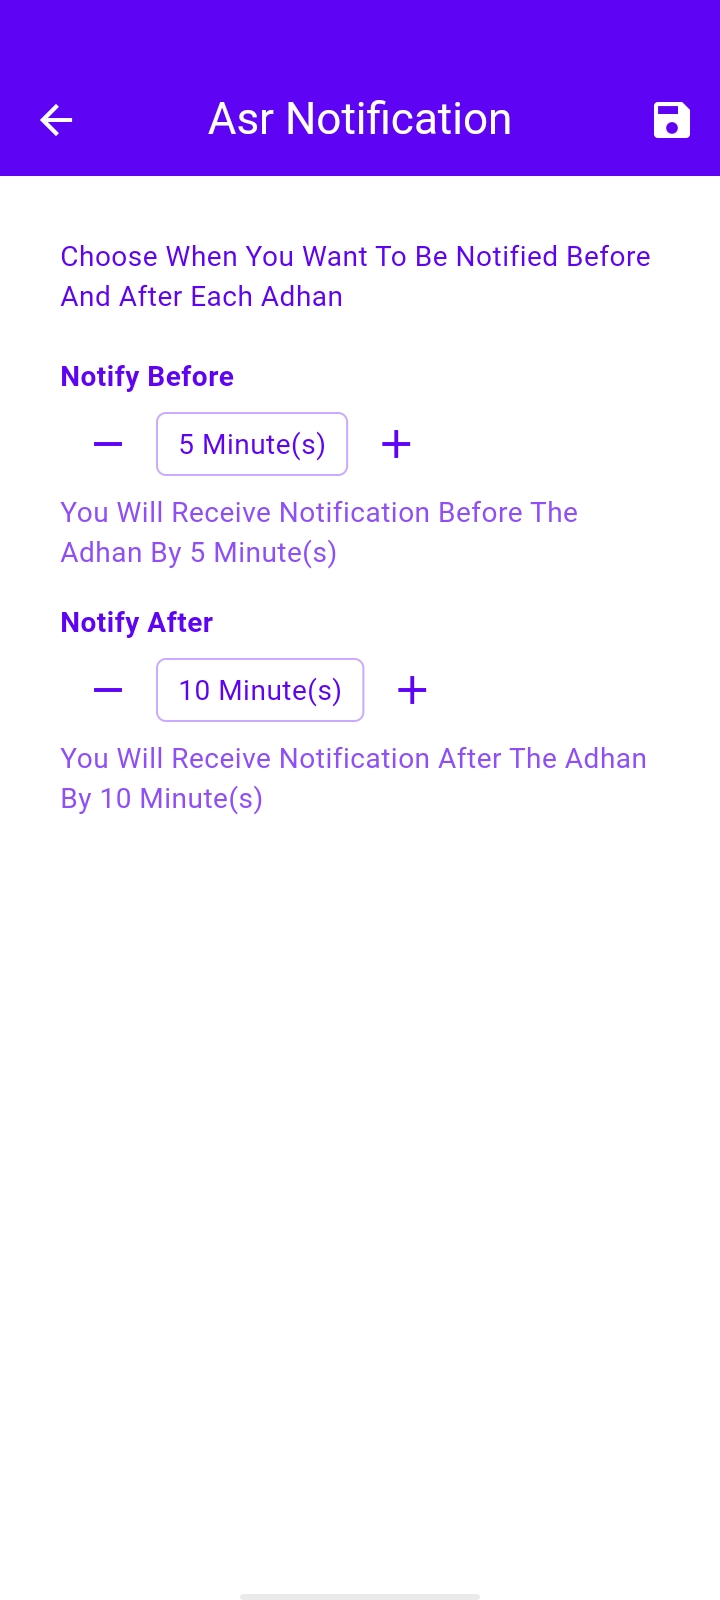 Asr Notification
Choose When You Want To Be Notified Before
And After Each Adhan
Notify Before
5 Minute(s)
You Will Receive Notification Before The
Adhan By 5 Minute(s)
Notify After
10 Minute(s)
You Will Receive Notification After The Adhan
By 10 Minute(s)